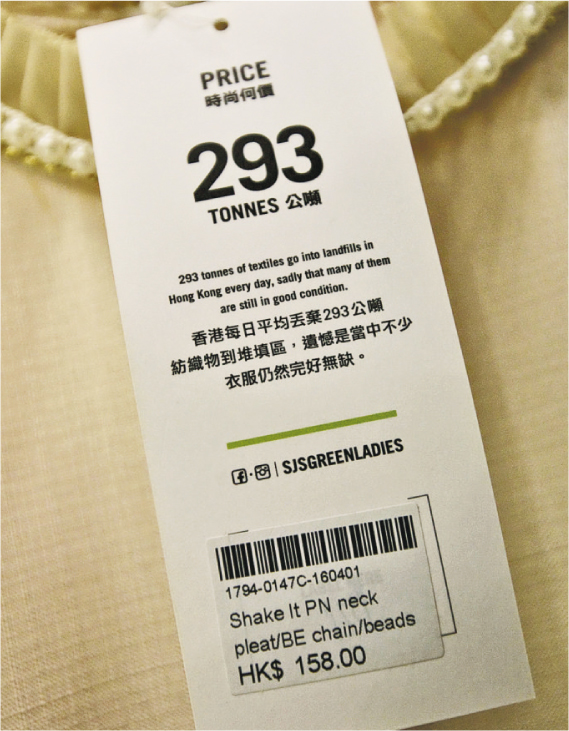 PRICE
時尚何價
293
TONNES 公噸
293 tonnes of textiles go into landfills in
Hong Kong every day, sadly that many of them
are still in good condition.
香港每日平均丟棄293公噸
紡織物到堆填區，遺憾是當中不少
衣服仍然完好無缺。
| SJSGREENLADIES
1794-0147C-160401
Shake It PN neck
pleat/BE chain/beads
HK$ 158.00